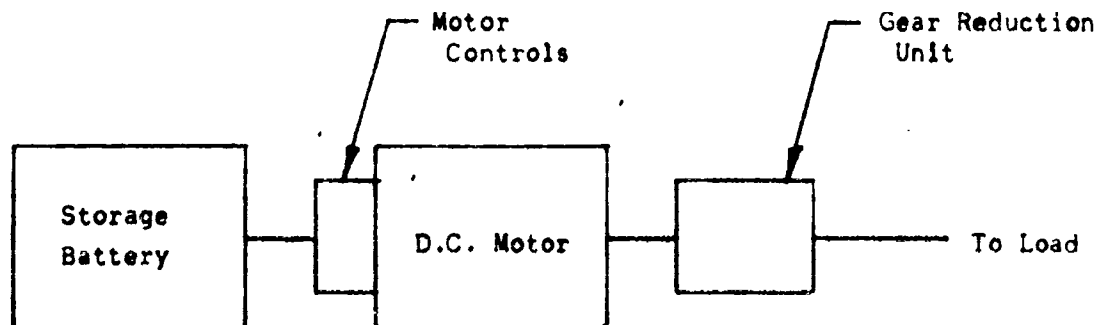 Motor
Controls
Gear Reduction
Unit
Storage
Battery
D.C. Motor
To Load